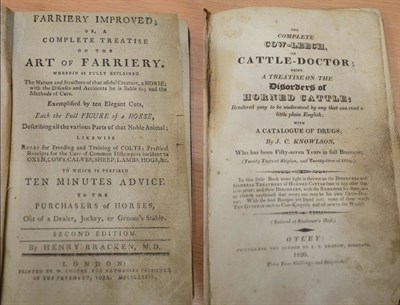 FARRIERY IMPROVED;
OR, A
COMPLETE TREATISE
ON THE
ART OF FARRIERY.
WHEREIN IS FULLY EXPLAINED
The Nature and Structure of that useful Creature, a HORSE;
with the Diseases and Accidents he is liable to; and the
Methods of Cure.
Exemplified by ten Elegant Cuts,
Each the Full FIGURE of a HORSE,
Describing all the various Parts of that Noble Animal;
LIKEWISE
RULES for Breeding and Training of COLTS; Practical
Receipts for the Cure of Common Distempers incident to
OXEN, COWS, CALVES, SHEEP, LAMBS, HOGS, &c.
TO WHICH IS PREFIXED
TEN MINUTES ADVICE
TO THE
PURCHASERS OF HORSES,
Out of a Dealer, Jockey, or Groom's Stable.
SECOND EDITION.
By HENRY BRACKEN, M.D.
LONDON:
THE
COMPLETE
COW-LEECH,
OR
CATTLE-DOCTOR;
BEING
A TREATISE ON THE
Disorders of
HORNED CATTLE;
Rendered easy to be understood by any that can read a
little plain English;
WITH
A CATALOGUE OF DRUGS;
By J. C. KNOWLSON,
Who has been Fifty-seven Years in full Business;
(Entered at Stationer's Hall.)
OTLEY:
1820.